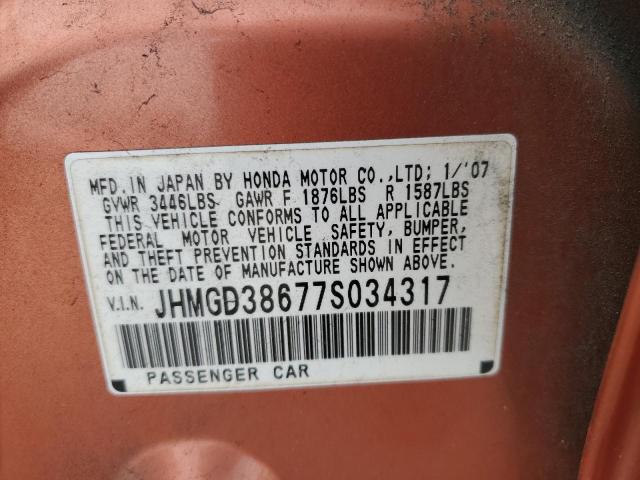 MFD. IN JAPAN BY HONDA MOTOR CO.,LTD; 1/'07
GVWR 3446LBS GAWR F 1876LBS R 1587LBS
THIS VEHICLE CONFORMS TO ALL APPLICABLE
FEDERAL MOTOR VEHICLE SAFETY, BUMPER,
AND THEFT PREVENTION STANDARDS IN EFFECT
ON THE DATE OF MANUFACTURE SHOWN ABOVE.
V.I.N. JHMGD38677S034317
PASSENGER CAR